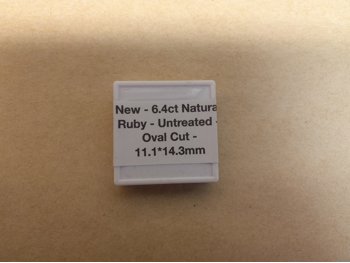 New - 6.4ct Natura
Ruby - Untreated -
Oval Cut -
11.1*14.3mm